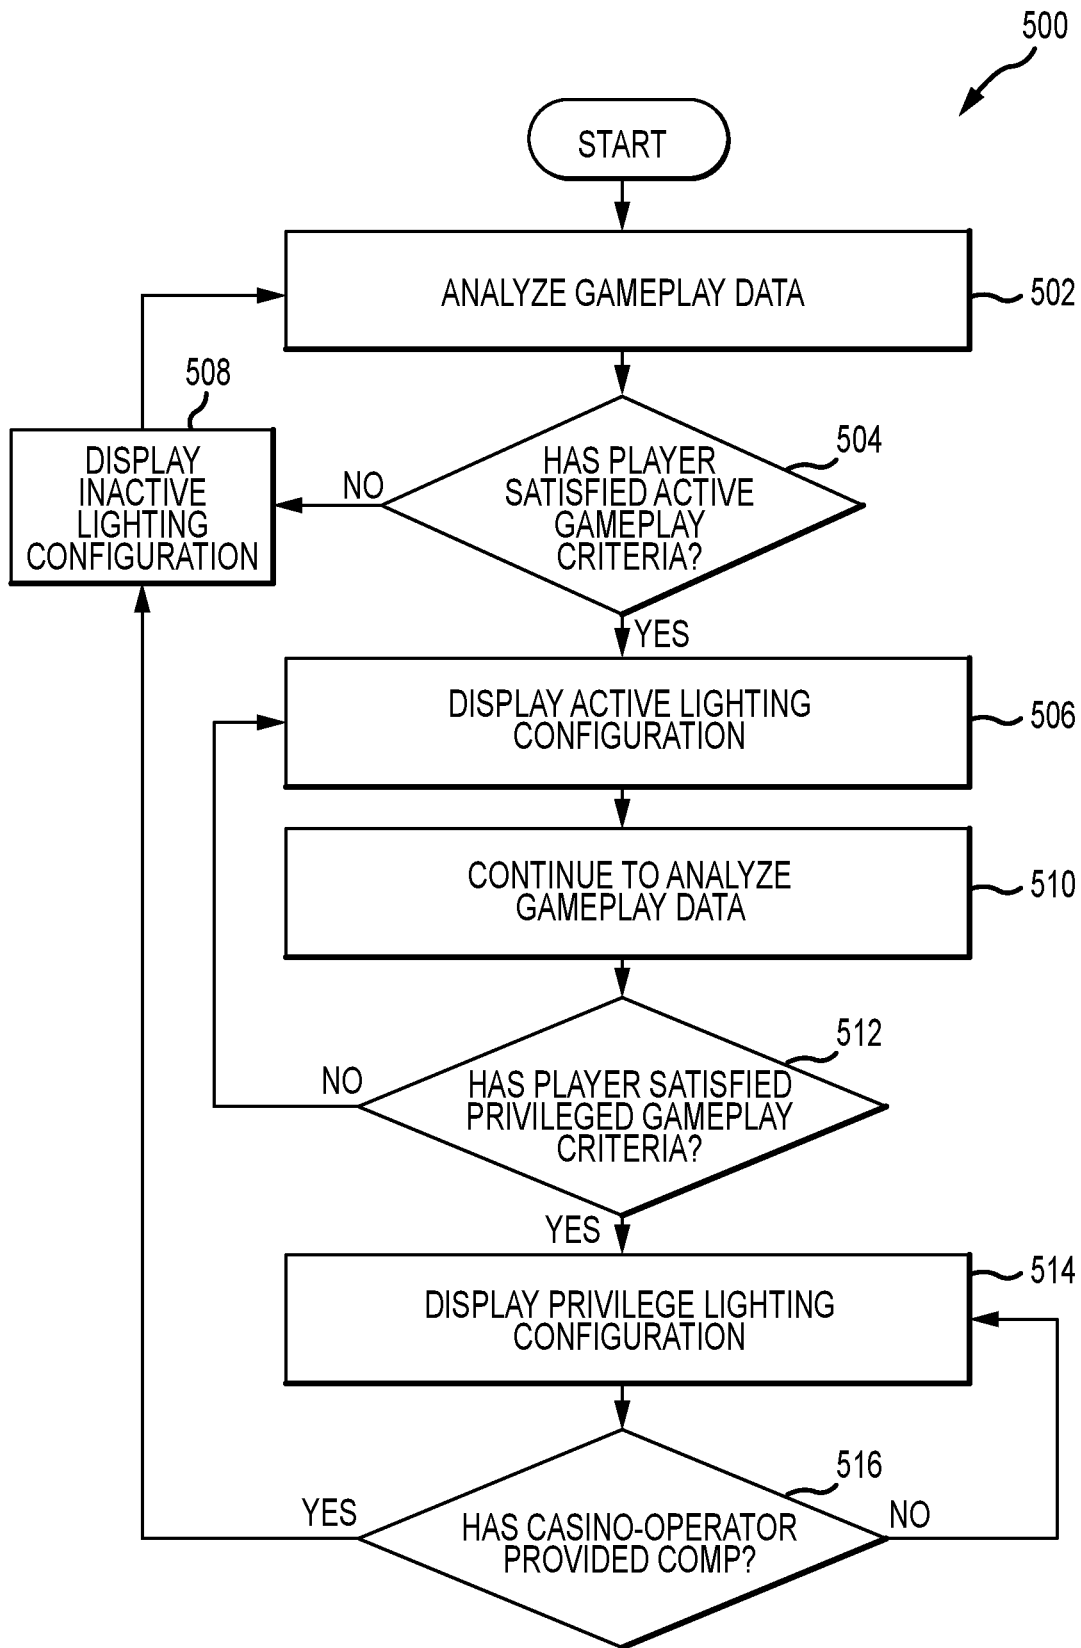 500
START
ANALYZE GAMEPLAY DATA
502
508
DISPLAY
INACTIVE
LIGHTING
CONFIGURATION
NO
HAS PLAYER
SATISFIED ACTIVE
GAMEPLAY
CRITERIA?
504
YES
DISPLAY ACTIVE LIGHTING
CONFIGURATION
506
CONTINUE TO ANALYZE
GAMEPLAY DATA
510
NO
HAS PLAYER SATISFIED
PRIVILEGED GAMEPLAY
CRITERIA?
512
YES
DISPLAY PRIVILEGE LIGHTING
CONFIGURATION
514
YES
HAS CASINO-OPERATOR
PROVIDED COMP?
516
NO